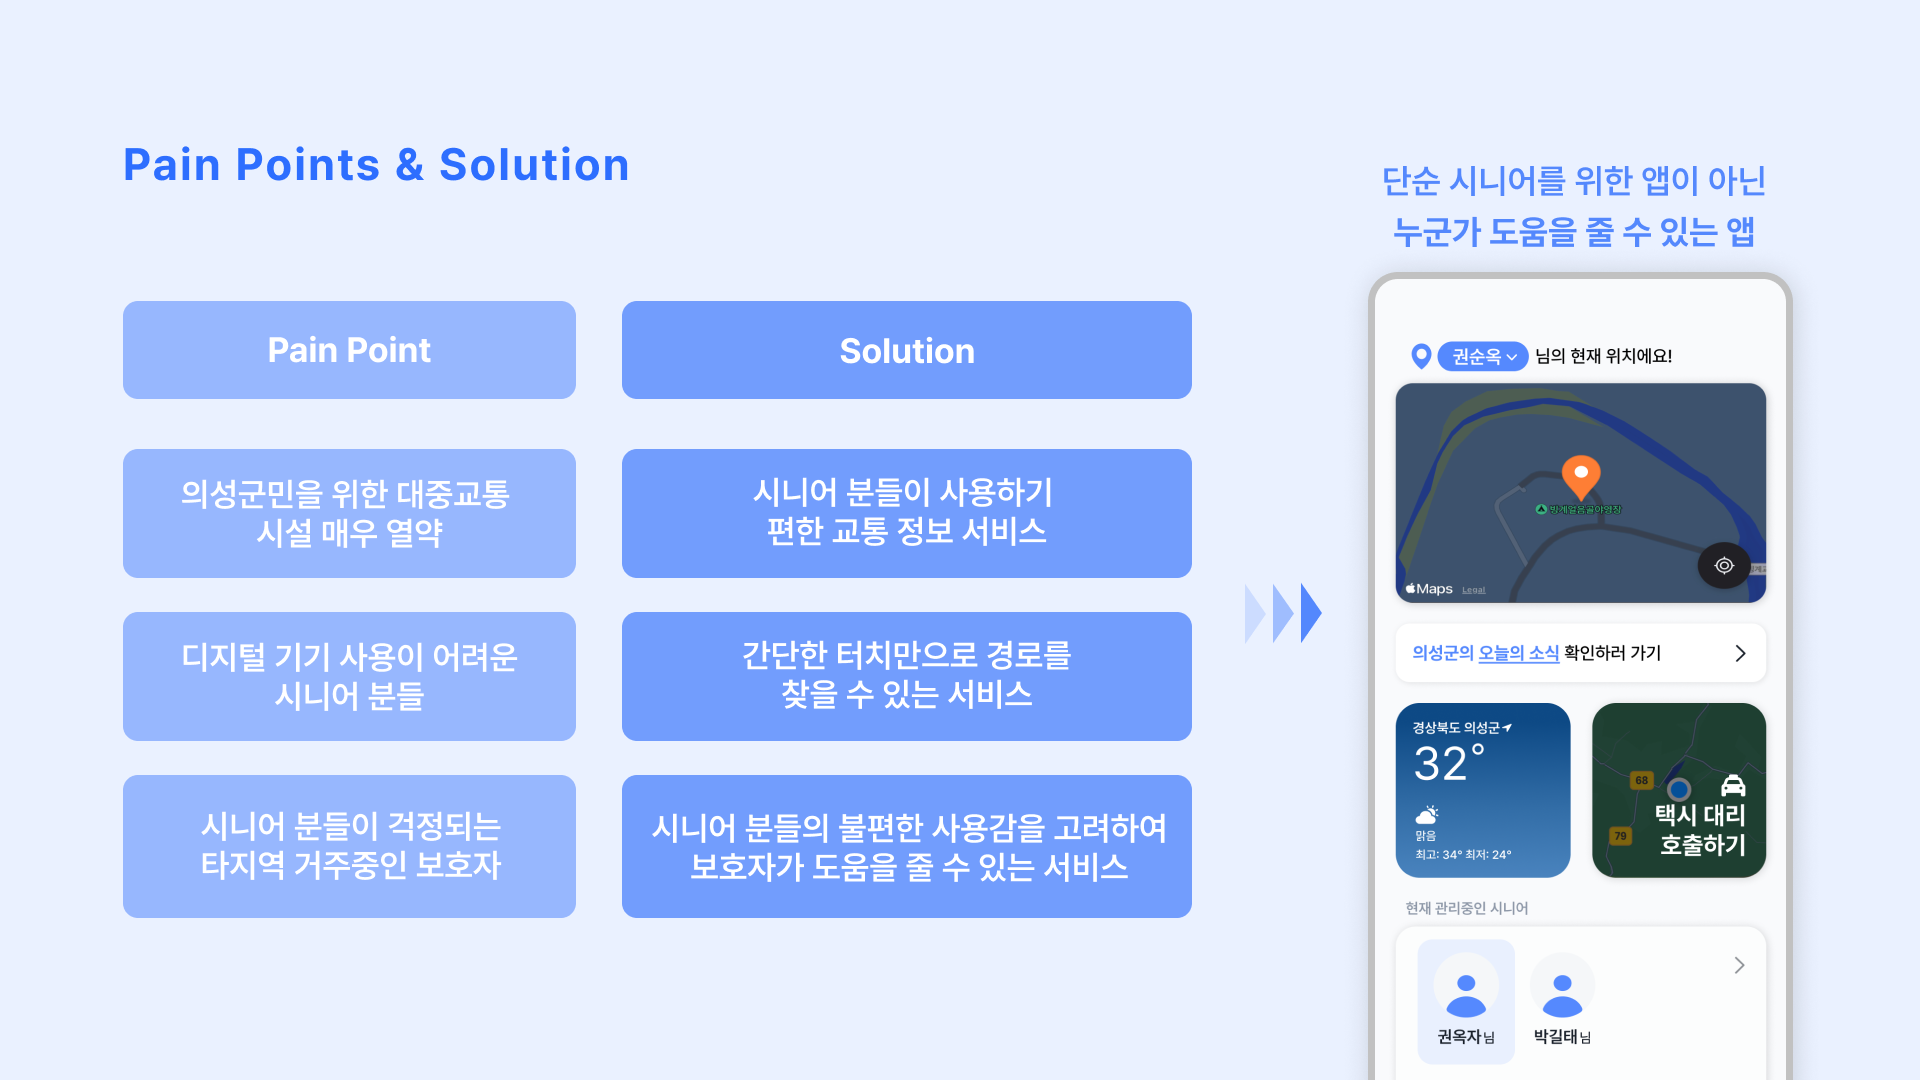 Pain Points & Solution
Pain Point
Solution
의성군민을 위한 대중교통
시설 매우 열약
시니어 분들이 사용하기
편한 교통 정보 서비스
디지털 기기 사용이 어려운
시니어 분들
간단한 터치만으로 경로를
찾을 수 있는 서비스
시니어 분들이 걱정되는
타지역 거주중인 보호자
시니어 분들의 불편한 사용감을 고려하여
보호자가 도움을 줄 수 있는 서비스
단순 시니어를 위한 앱이 아닌
누군가 도움을 줄 수 있는 앱
권순옥 님의 현재 위치에요!
Maps Legal
의성군의 오늘의 소식 확인하러 가기
경상북도 의성군
32°
맑음
최고: 34° 최저: 24°
68
79
택시 대리
호출하기
현재 관리중인 시니어
권옥자님
박길태님